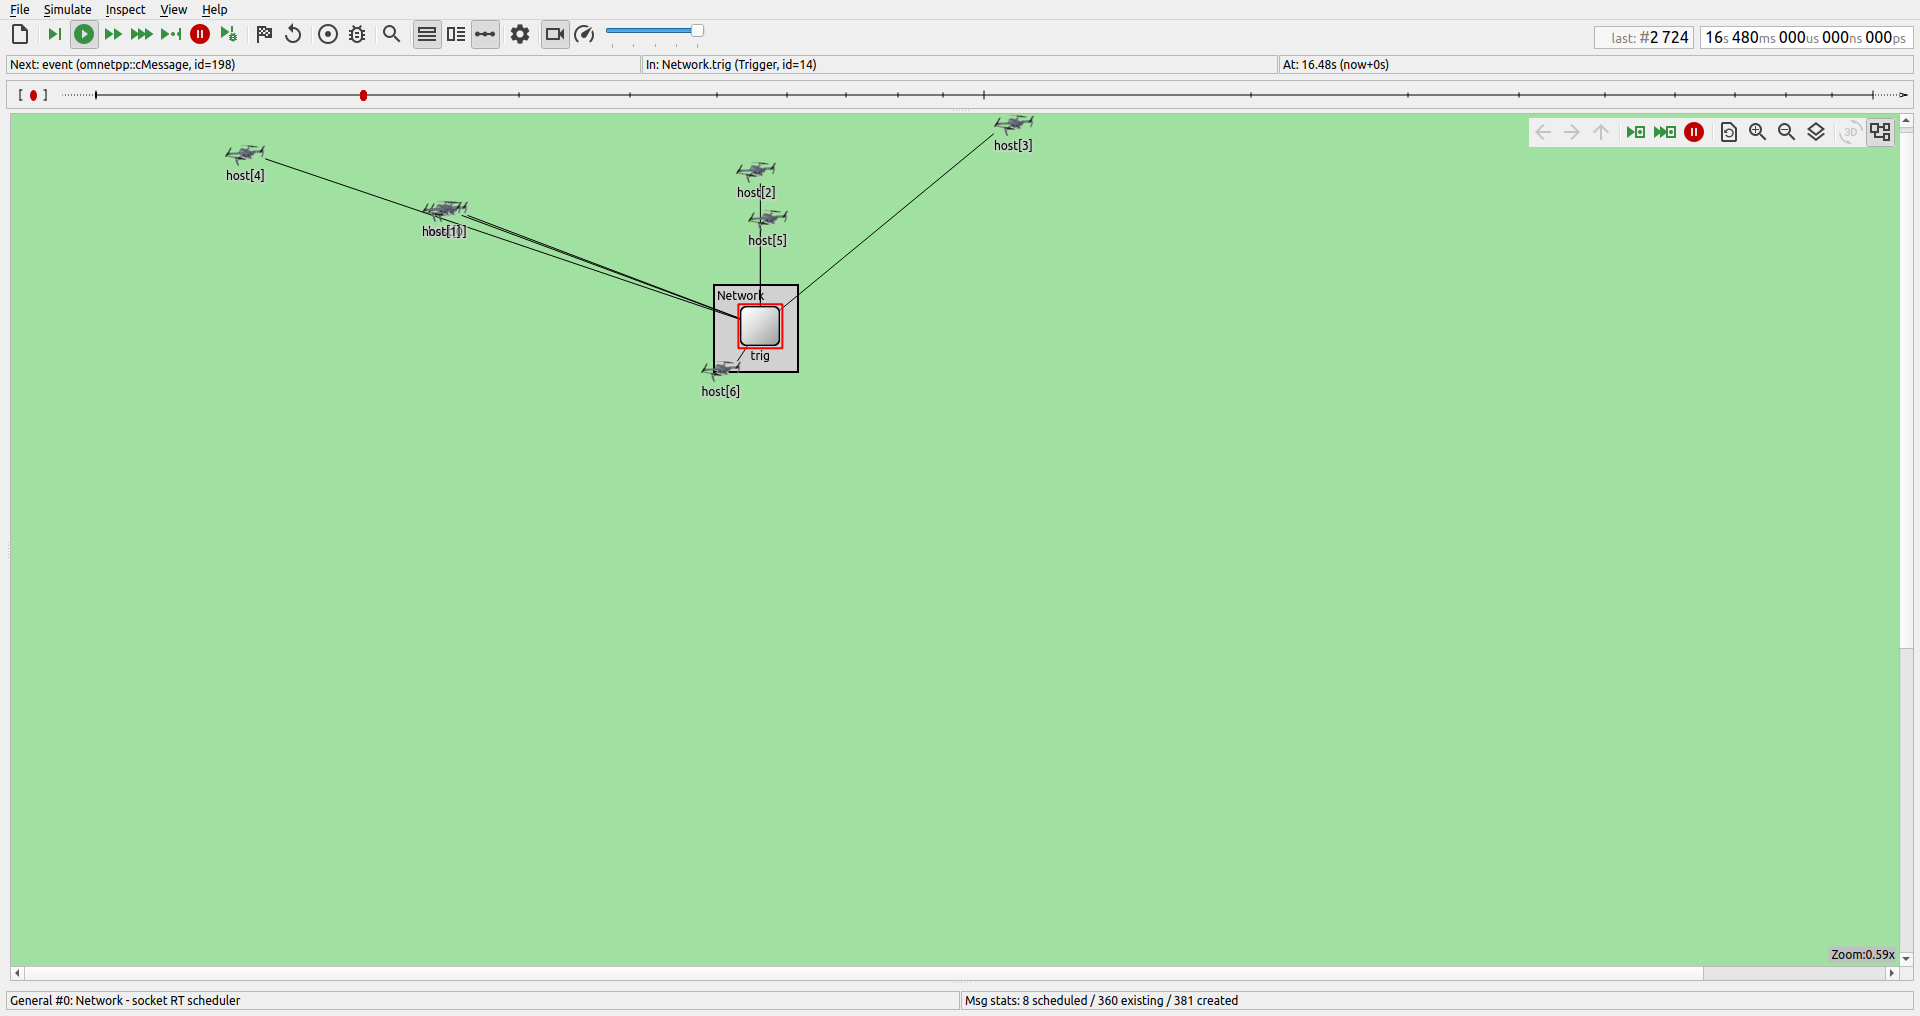 File Simulate Inspect View Help
last: #2 724 16s 480ms 000us 000ns 000ps
Next: event (omnetpp::cMessage, id=198) In: Network.trig (Trigger, id=14) At: 16.48s (now+0s)
host[3]
3D
host[4]
host[2]
host[1]
host[5]
Network
trig
host[6]
Zoom:0.59x
General #0: Network - socket RT scheduler Msg stats: 8 scheduled / 360 existing / 381 created